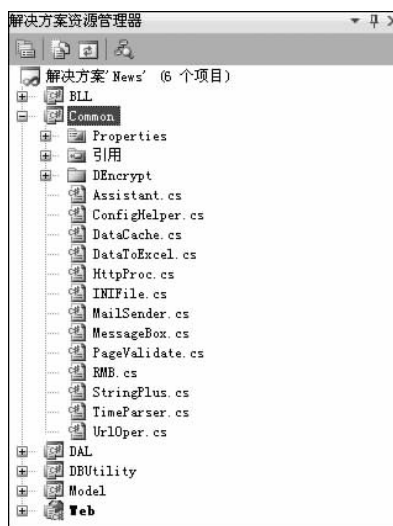 解决方案资源管理器
解决方案'News' (6 个项目)
BLL
Common
Properties
引用
DEncrypt
Assistant.cs
ConfigHelper.cs
DataCache.cs
DataToExcel.cs
HttpProc.cs
INIFile.cs
MailSender.cs
MessageBox.cs
PageValidate.cs
RMB.cs
StringPlus.cs
TimeParser.cs
UrlOper.cs
DAL
DBUtility
Model
Web